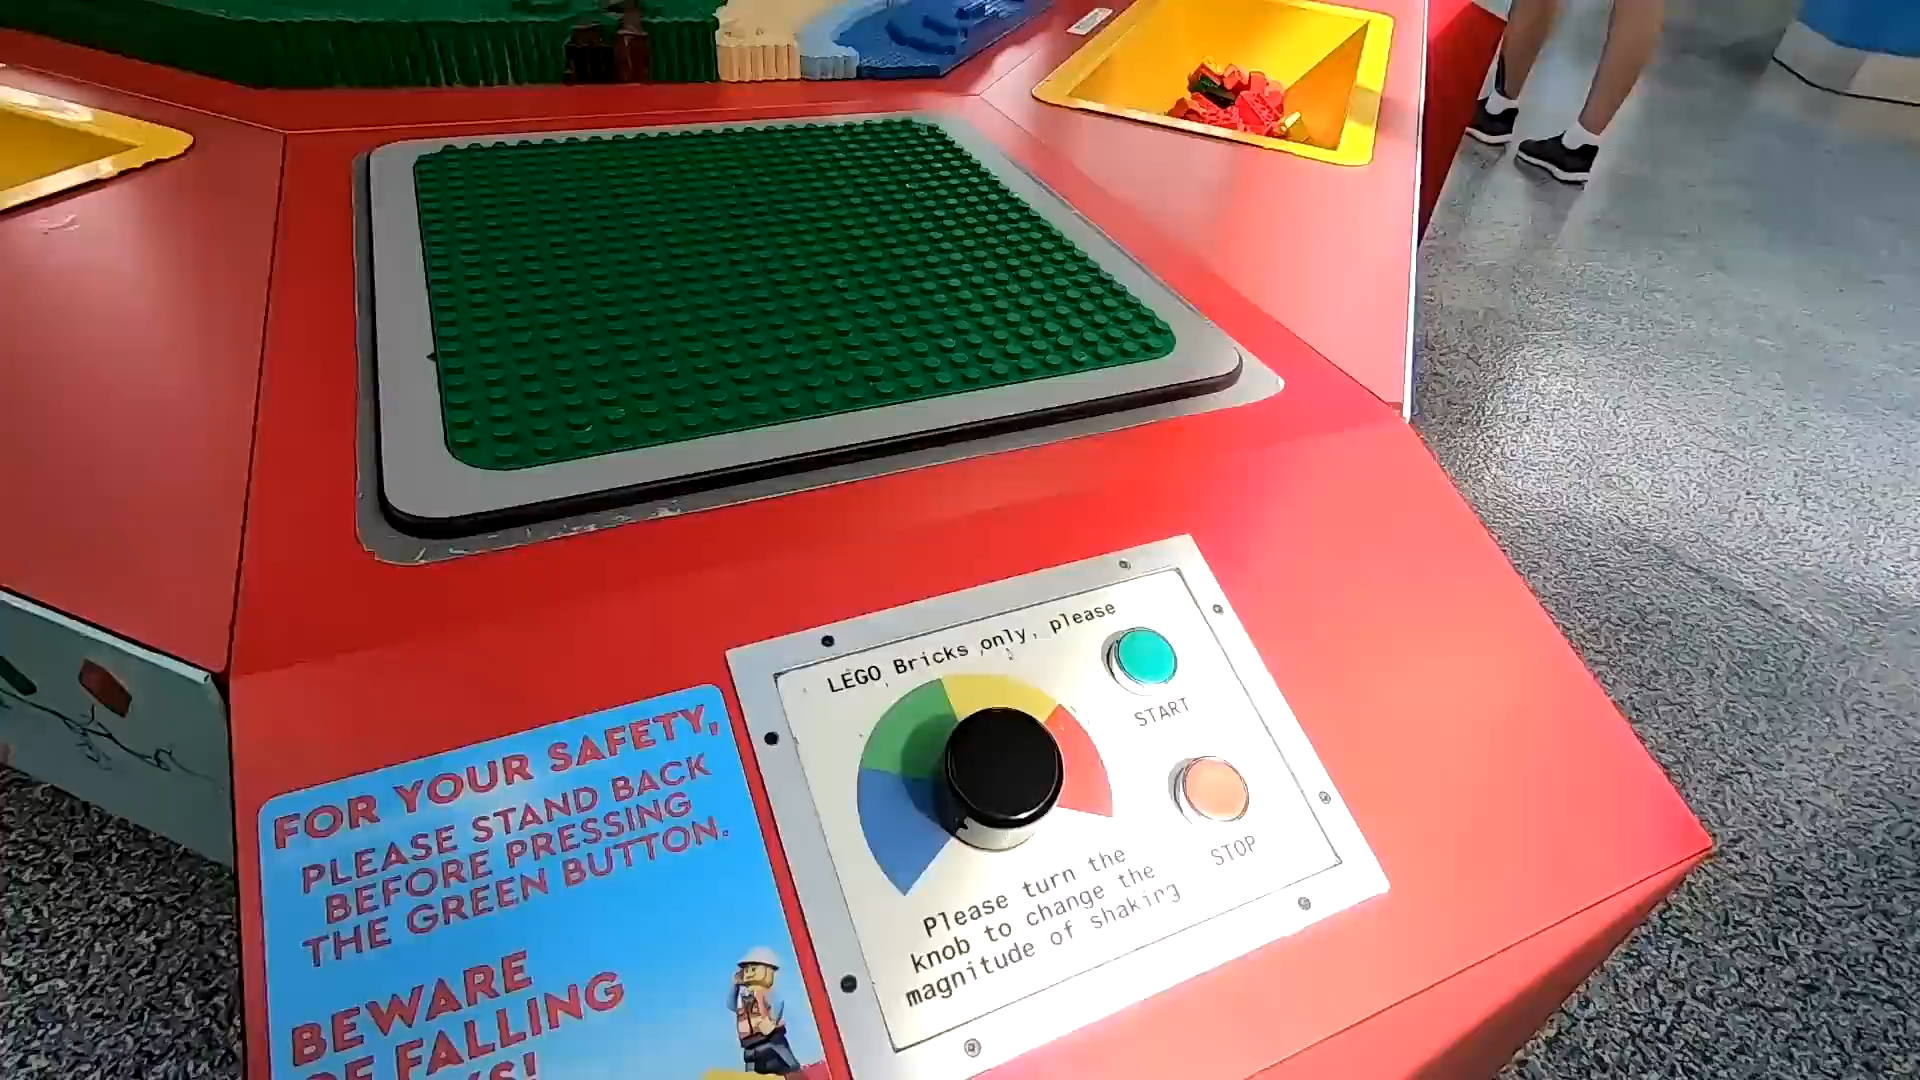 LEGO Bricks only, please
START
STOP
Please turn the
knob to change the
magnitude of shaking
FOR YOUR SAFETY,
PLEASE STAND BACK
BEFORE PRESSING
THE GREEN BUTTON.
BEWARE
OF FALLING